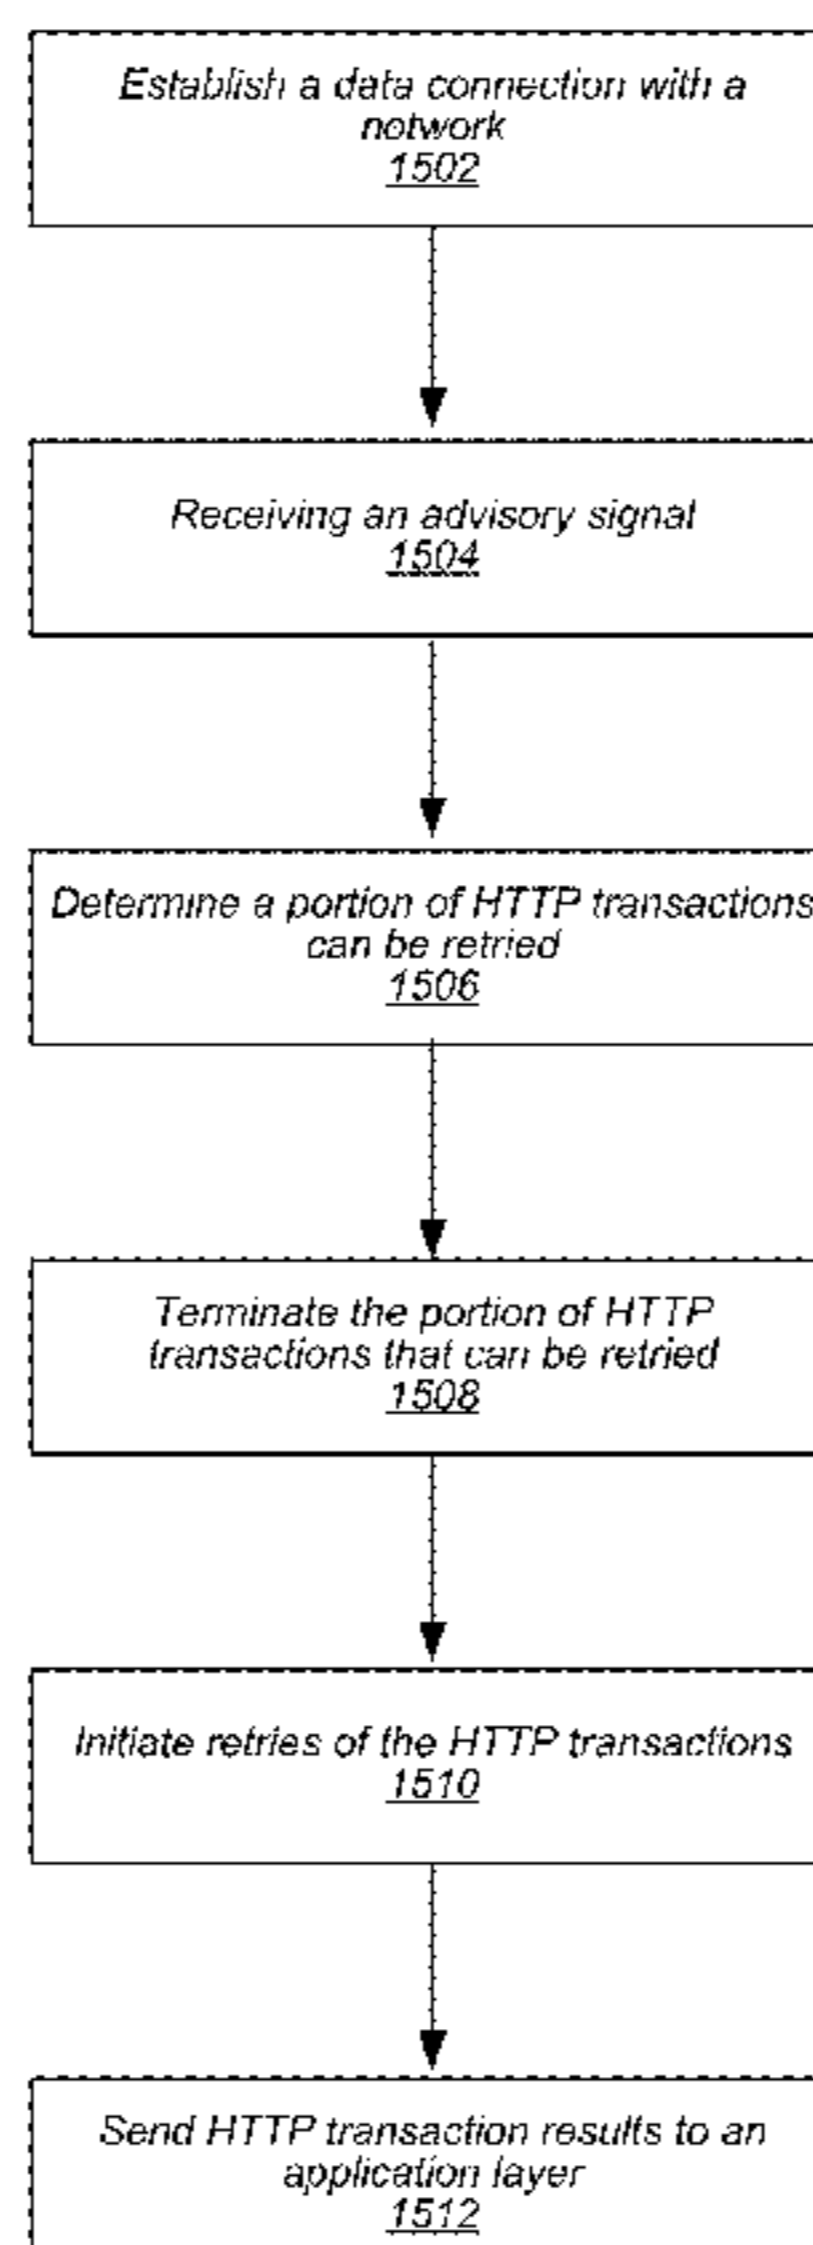 Establish a data connection with a
network
1502
Receiving an advisory signal
1504
Determine a portion of HTTP transactions
can be retried
1506
Terminate the portion of HTTP
transactions that can be retried
1508
Initiate retries of the HTTP transactions
1510
Send HTTP transaction results to an
application layer
1512